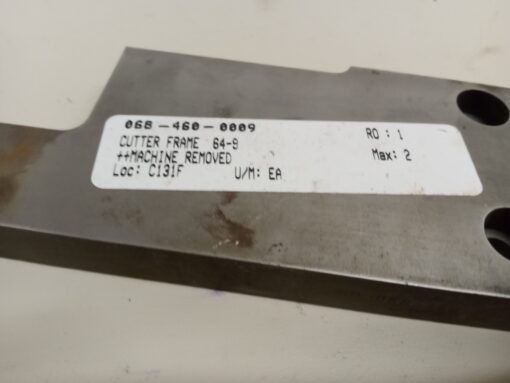 068-460-0009
CUTTER FRAME 64-9
++MACHINE REMOVED
Loc: C131F U/M: EA
RO: 1
Max: 2